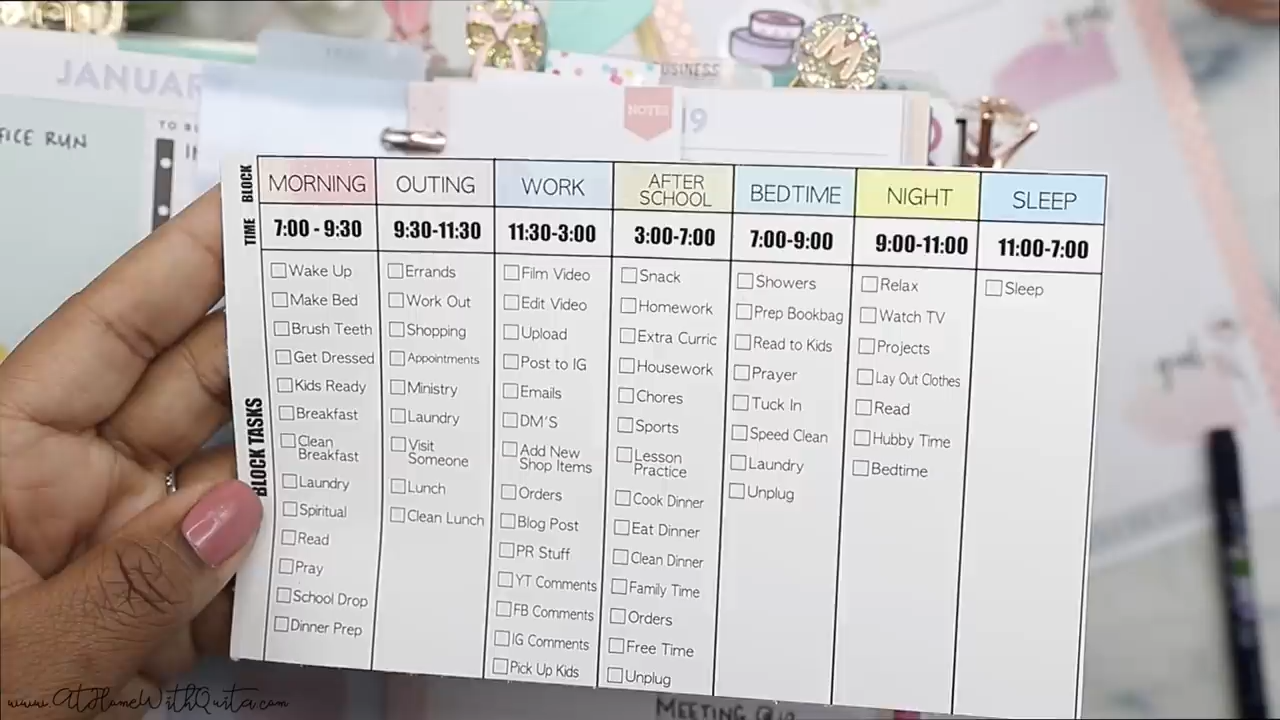 JANUAR
FICE RUN
TO BU
BUSINESS
NOTES
19
TIME BLOCK
MORNING
OUTING
WORK
AFTER
SCHOOL
BEDTIME
NIGHT
SLEEP
7:00 - 9:30
9:30-11:30
11:30-3:00
3:00-7:00
7:00-9:00
9:00-11:00
11:00-7:00
BLOCK TASKS
Wake Up
Make Bed
Brush Teeth
Get Dressed
Kids Ready
Breakfast
Clean
Breakfast
Laundry
Spiritual
Read
Pray
School Drop
Dinner Prep
Errands
Work Out
Shopping
Appointments
Ministry
Laundry
Visit
Someone
Lunch
Clean Lunch
Film Video
Edit Video
Upload
Post to IG
Emails
DM'S
Add New
Shop Items
Orders
Blog Post
PR Stuff
YT Comments
FB Comments
IG Comments
Pick Up Kids
Snack
Homework
Extra Curric
Housework
Chores
Sports
Lesson
Practice
Cook Dinner
Eat Dinner
Clean Dinner
Family Time
Orders
Free Time
Unplug
Showers
Prep Bookbag
Read to Kids
Prayer
Tuck In
Speed Clean
Laundry
Unplug
Relax
Watch TV
Projects
Lay Out Clothes
Read
Hubby Time
Bedtime
Sleep
M
MEETING @
www.AtHomeWithQuita.com